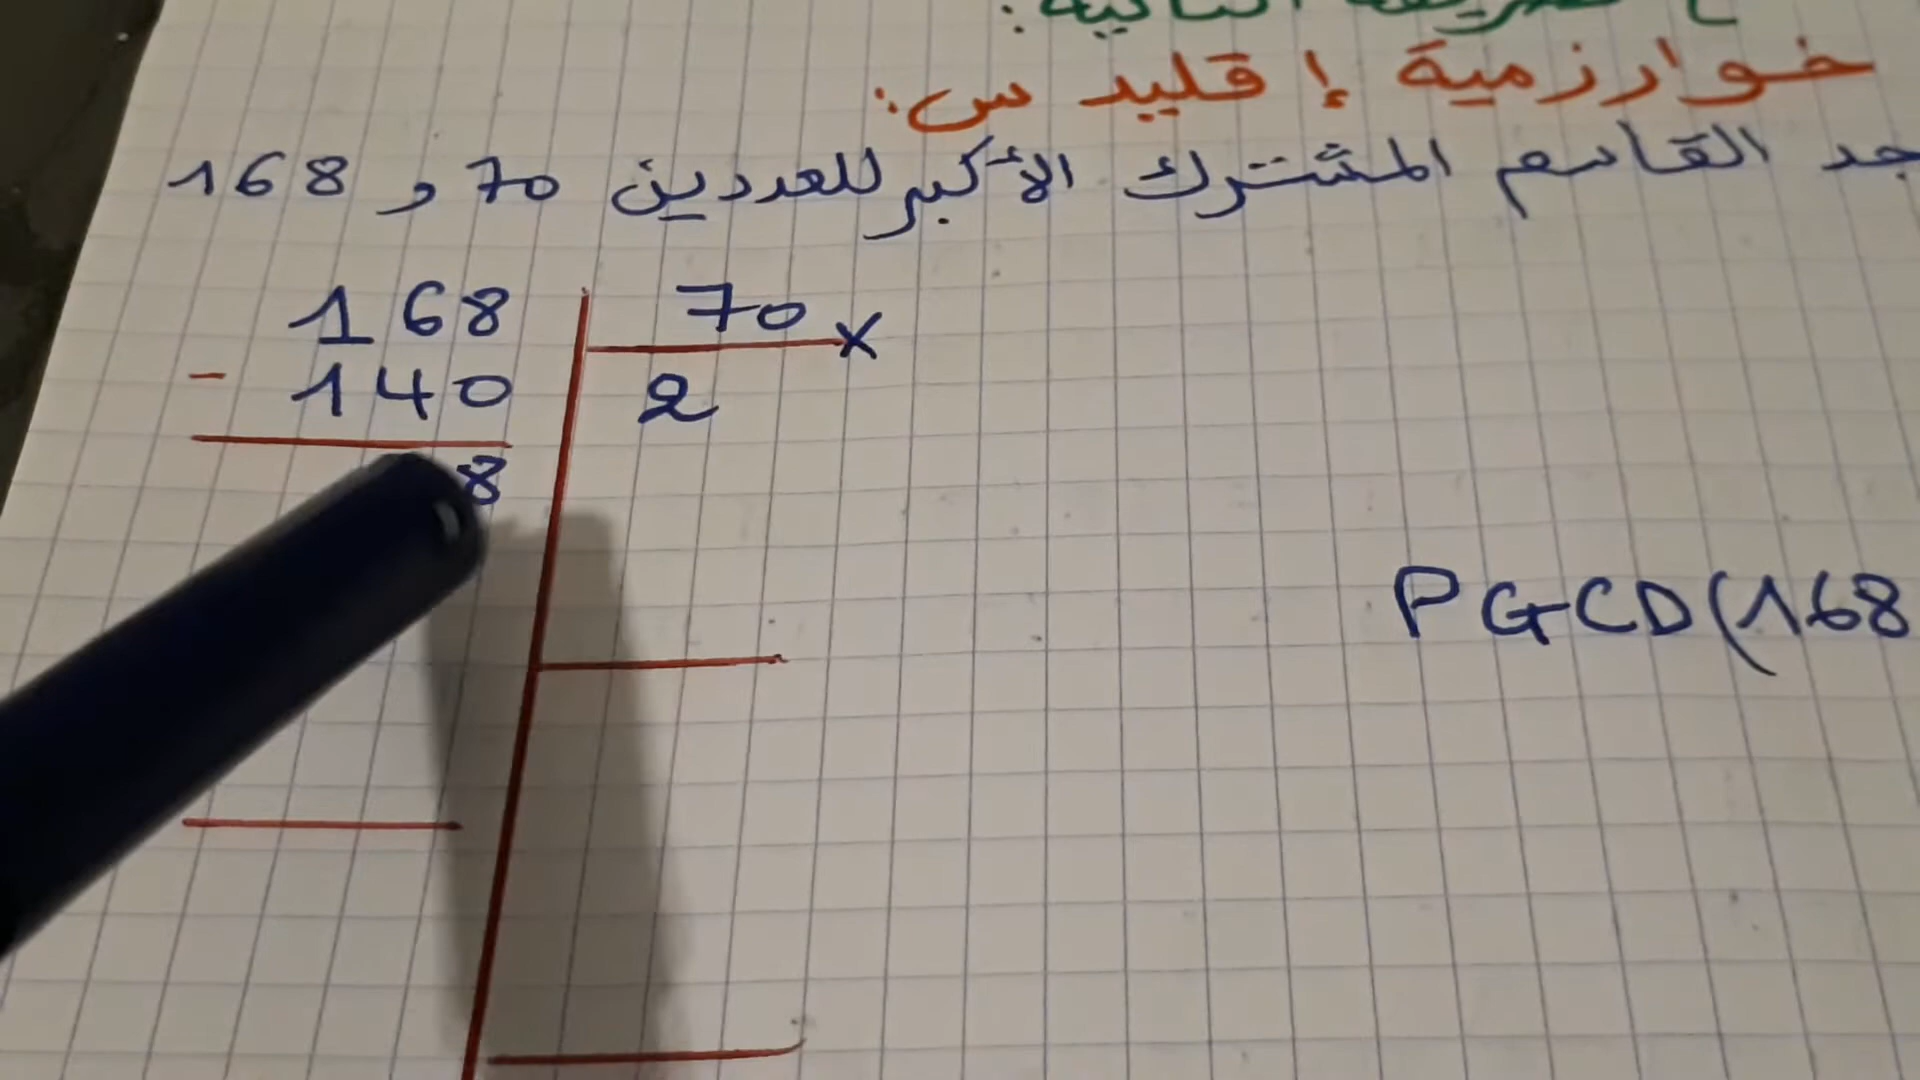 خوارزمية إقليدس:
جد القاسم المشترك الأكبر للعددين 70 و 168
168 70 ×
- 140 2
8
PGCD(168